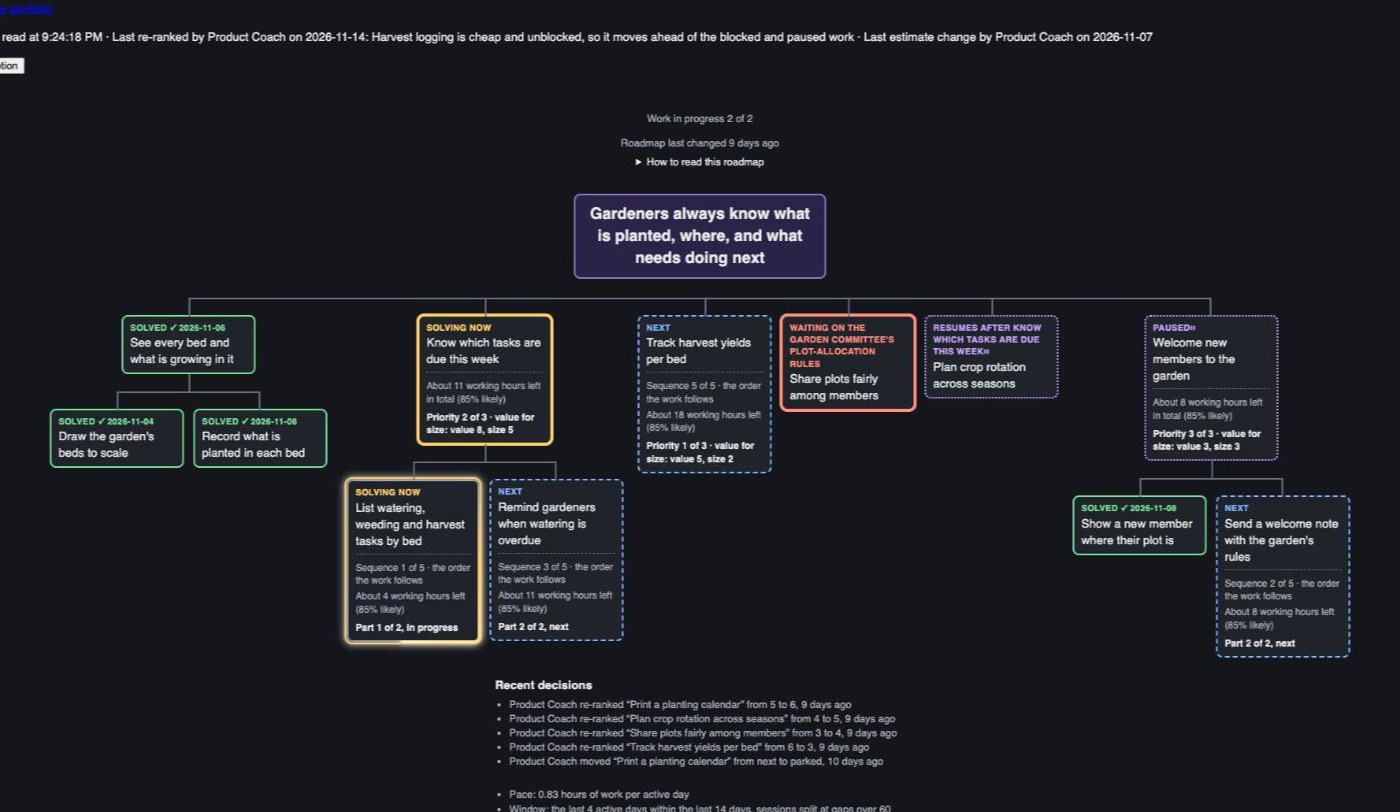 portfolio
read at 9:24:18 PM · Last re-ranked by Product Coach on 2026-11-14: Harvest logging is cheap and unblocked, so it moves ahead of the blocked and paused work · Last estimate change by Product Coach on 2026-11-07
Work in progress 2 of 2
Roadmap last changed 9 days ago
▶ How to read this roadmap
Gardeners always know what
is planted, where, and what
needs doing next
SOLVED ✓ 2026-11-06
See every bed and
what is growing in it
SOLVED ✓ 2026-11-04
Draw the garden's
beds to scale
SOLVED ✓ 2026-11-06
Record what is
planted in each bed
SOLVING NOW
Know which tasks are
due this week
About 11 working hours left
in total (85% likely)
Priority 2 of 3 · value for
size: value 8, size 5
SOLVING NOW
List watering,
weeding and harvest
tasks by bed
Sequence 1 of 5 · the order
the work follows
About 4 working hours left
(85% likely)
Part 1 of 2, in progress
NEXT
Remind gardeners
when watering is
overdue
Sequence 3 of 5 · the order
the work follows
About 11 working hours left
(85% likely)
Part 2 of 2, next
NEXT
Track harvest yields
per bed
Sequence 5 of 5 · the order
the work follows
About 18 working hours left
(85% likely)
Priority 1 of 3 · value for
size: value 5, size 2
WAITING ON THE
GARDEN COMMITTEE'S
PLOT-ALLOCATION
RULES
Share plots fairly
among members
RESUMES AFTER KNOW
WHICH TASKS ARE DUE
THIS WEEK
Plan crop rotation
across seasons
PAUSED
Welcome new
members to the
garden
About 8 working hours left
in total (85% likely)
Priority 3 of 3 · value for
size: value 3, size 3
SOLVED ✓ 2026-11-08
Show a new member
where their plot is
NEXT
Send a welcome note
with the garden's
rules
Sequence 2 of 5 · the order
the work follows
About 8 working hours left
(85% likely)
Part 2 of 2, next
Recent decisions
• Product Coach re-ranked “Print a planting calendar” from 5 to 6, 9 days ago
• Product Coach re-ranked “Plan crop rotation across seasons” from 4 to 5, 9 days ago
• Product Coach re-ranked “Share plots fairly among members” from 3 to 4, 9 days ago
• Product Coach re-ranked “Track harvest yields per bed” from 6 to 3, 9 days ago
• Product Coach moved “Print a planting calendar” from next to parked, 10 days ago
• Pace: 0.83 hours of work per active day
• Window: the last 4 active days within the last 14 days, sessions split at gaps over 60